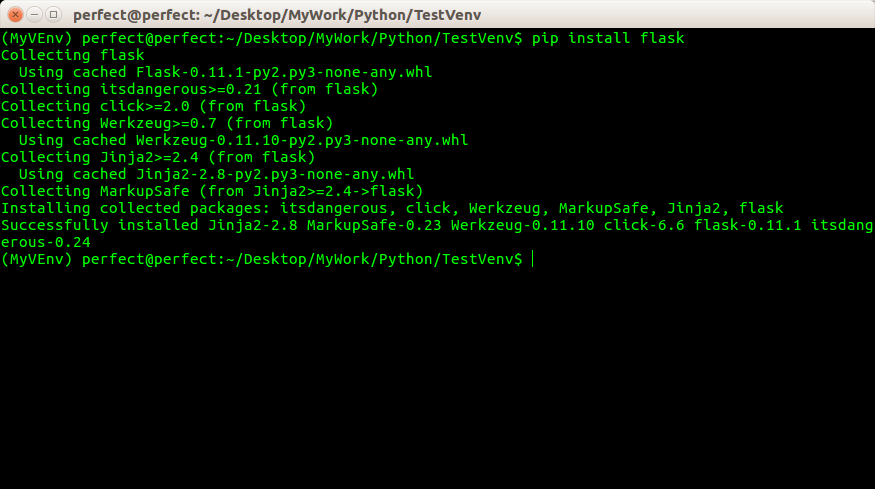 perfect@perfect: ~/Desktop/MyWork/Python/TestVenv
(MyVEnv) perfect@perfect:~/Desktop/MyWork/Python/TestVenv$ pip install flask
Collecting flask
  Using cached Flask-0.11.1-py2.py3-none-any.whl
Collecting itsdangerous>=0.21 (from flask)
Collecting click>=2.0 (from flask)
Collecting Werkzeug>=0.7 (from flask)
  Using cached Werkzeug-0.11.10-py2.py3-none-any.whl
Collecting Jinja2>=2.4 (from flask)
  Using cached Jinja2-2.8-py2.py3-none-any.whl
Collecting MarkupSafe (from Jinja2>=2.4->flask)
Installing collected packages: itsdangerous, click, Werkzeug, MarkupSafe, Jinja2, flask
Successfully installed Jinja2-2.8 MarkupSafe-0.23 Werkzeug-0.11.10 click-6.6 flask-0.11.1 itsdang
erous-0.24
(MyVEnv) perfect@perfect:~/Desktop/MyWork/Python/TestVenv$